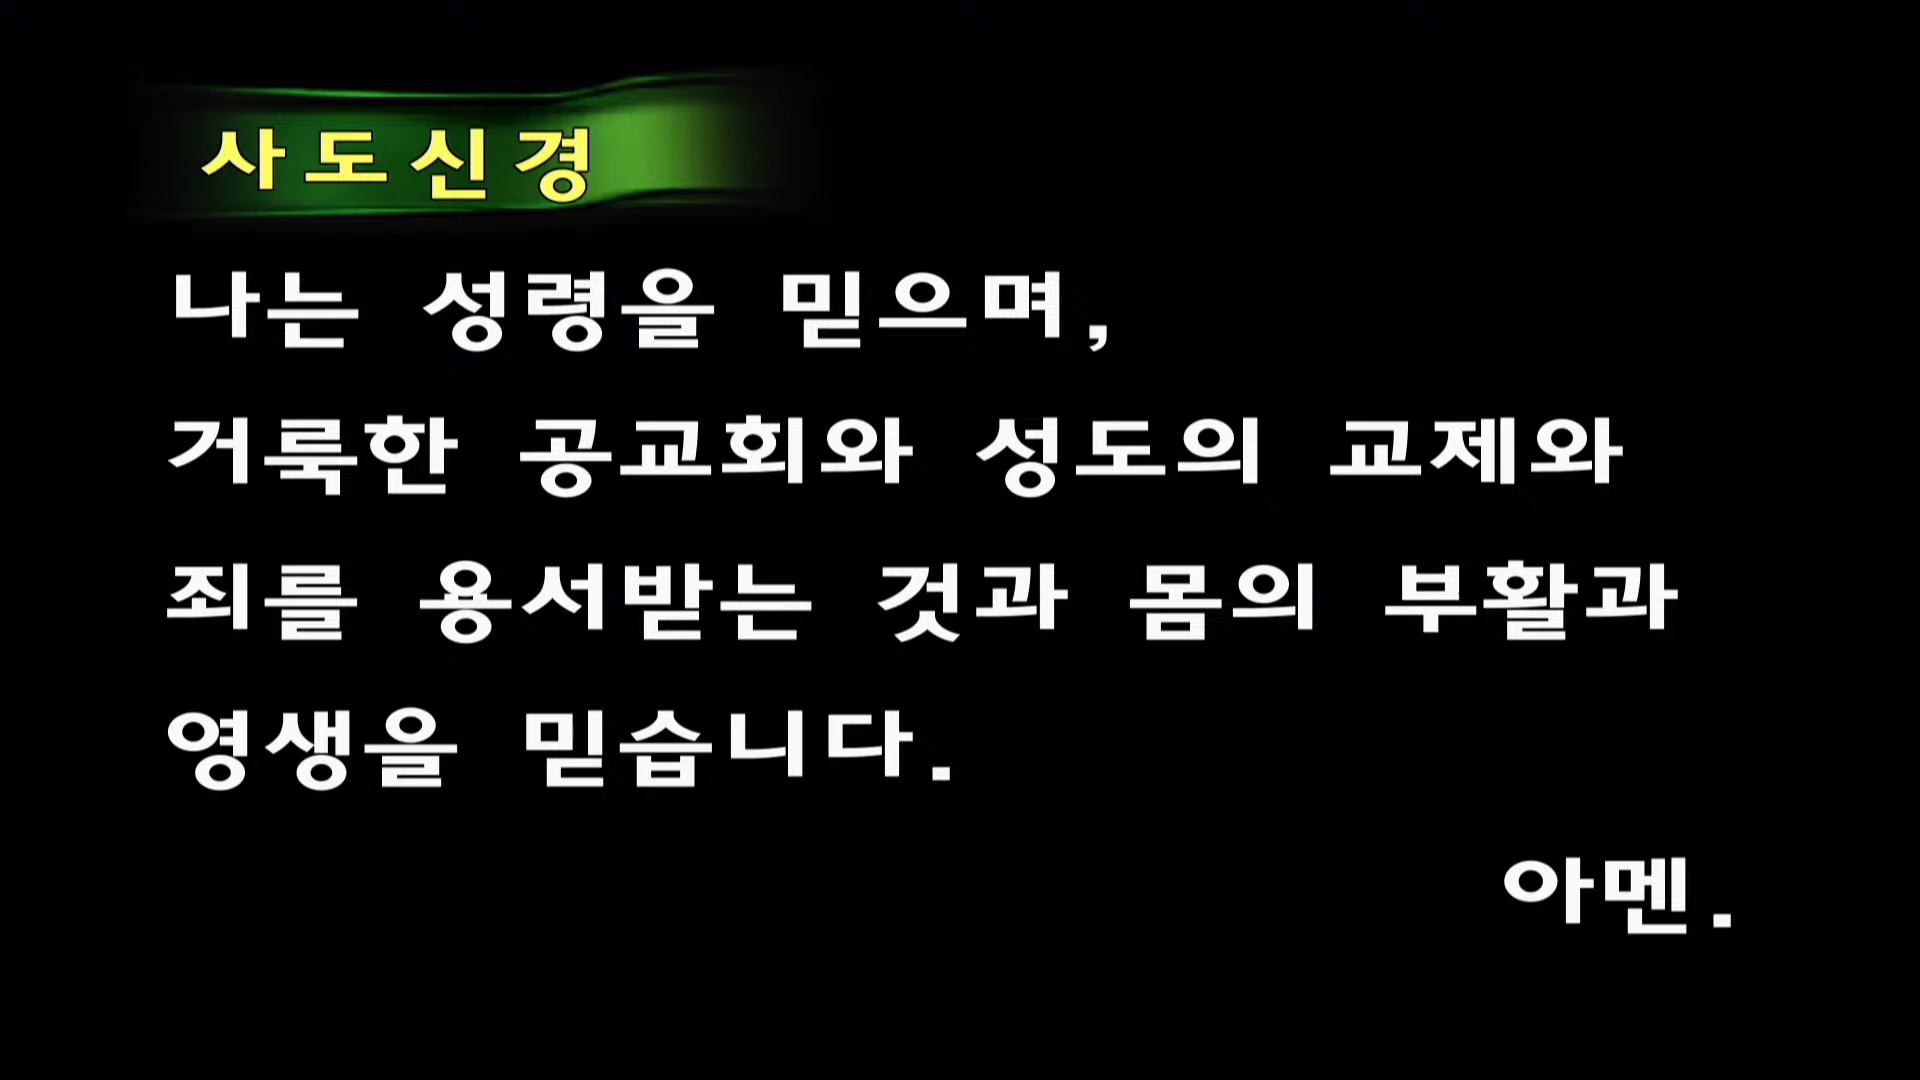 사도신경
나는 성령을 믿으며,
거룩한 공교회와 성도의 교제와
죄를 용서받는 것과 몸의 부활과
영생을 믿습니다.
아멘.